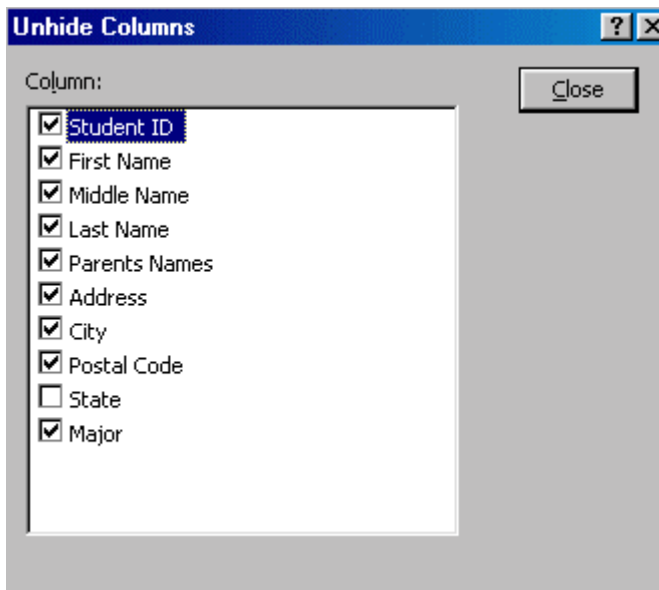 Unhide Columns
Column:
Close
Student ID
First Name
Middle Name
Last Name
Parents Names
Address
City
Postal Code
State
Major